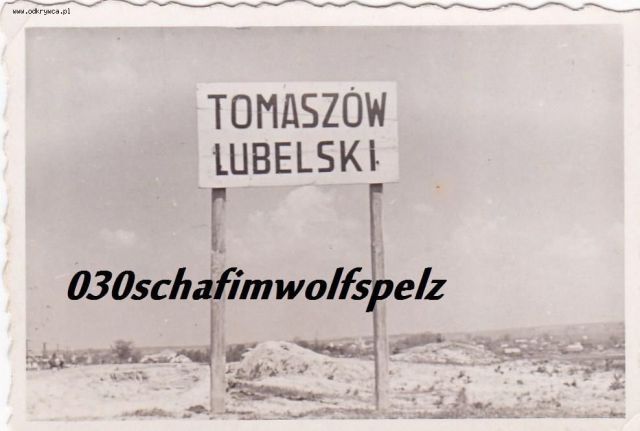 www.odkrywca.pl
TOMASZÓW
LUBELSKI
030schafimwolfspelz